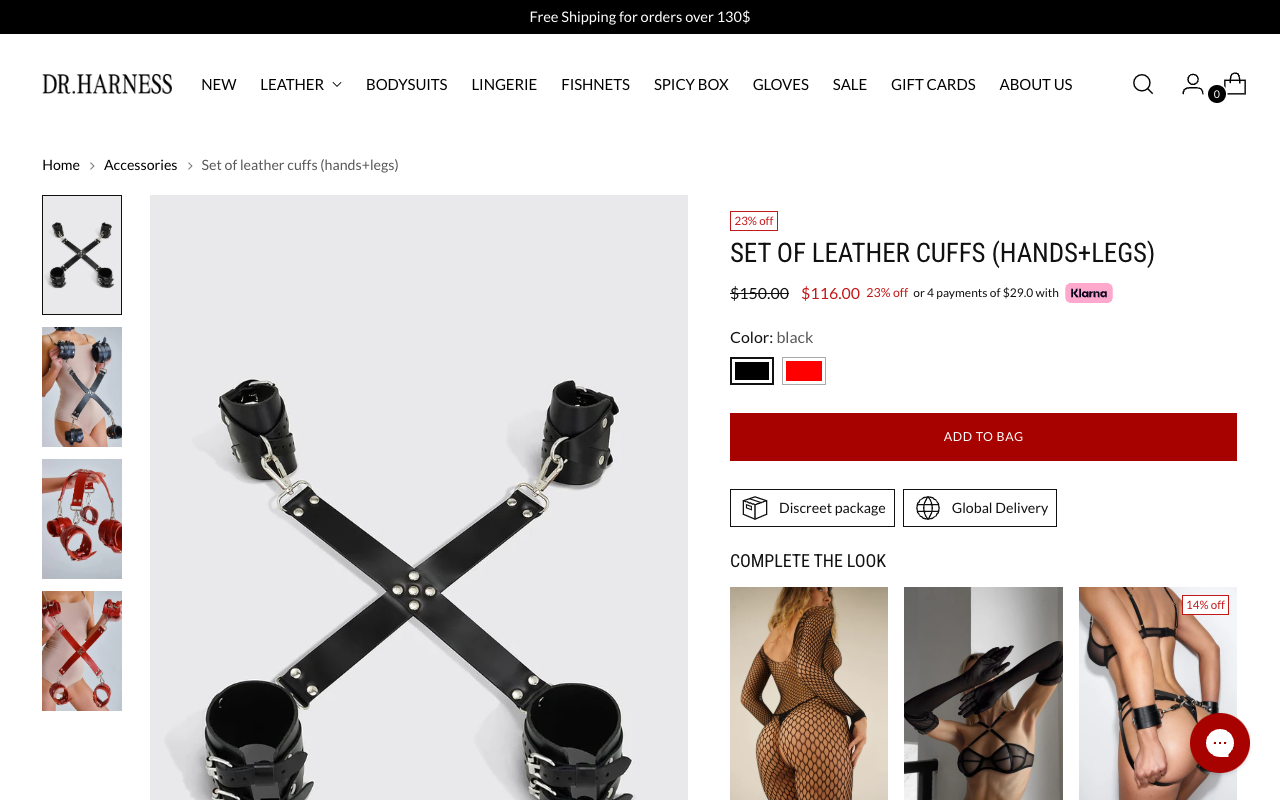 Free Shipping for orders over 130$
DR.HARNESS NEW LEATHER BODYSUITS LINGERIE FISHNETS SPICY BOX GLOVES SALE GIFT CARDS ABOUT US 0
Home > Accessories > Set of leather cuffs (hands+legs)
23% off
SET OF LEATHER CUFFS (HANDS+LEGS)
$150.00 $116.00 23% off or 4 payments of $29.0 with Klarna
Color: black
ADD TO BAG
Discreet package Global Delivery
COMPLETE THE LOOK
14% off